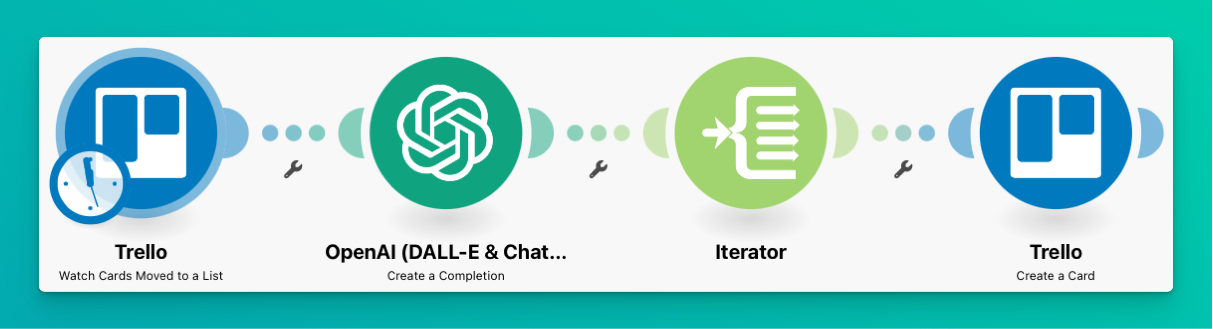 Trello
Watch Cards Moved to a List
OpenAI (DALL-E & Chat...
Create a Completion
Iterator
Trello
Create a Card